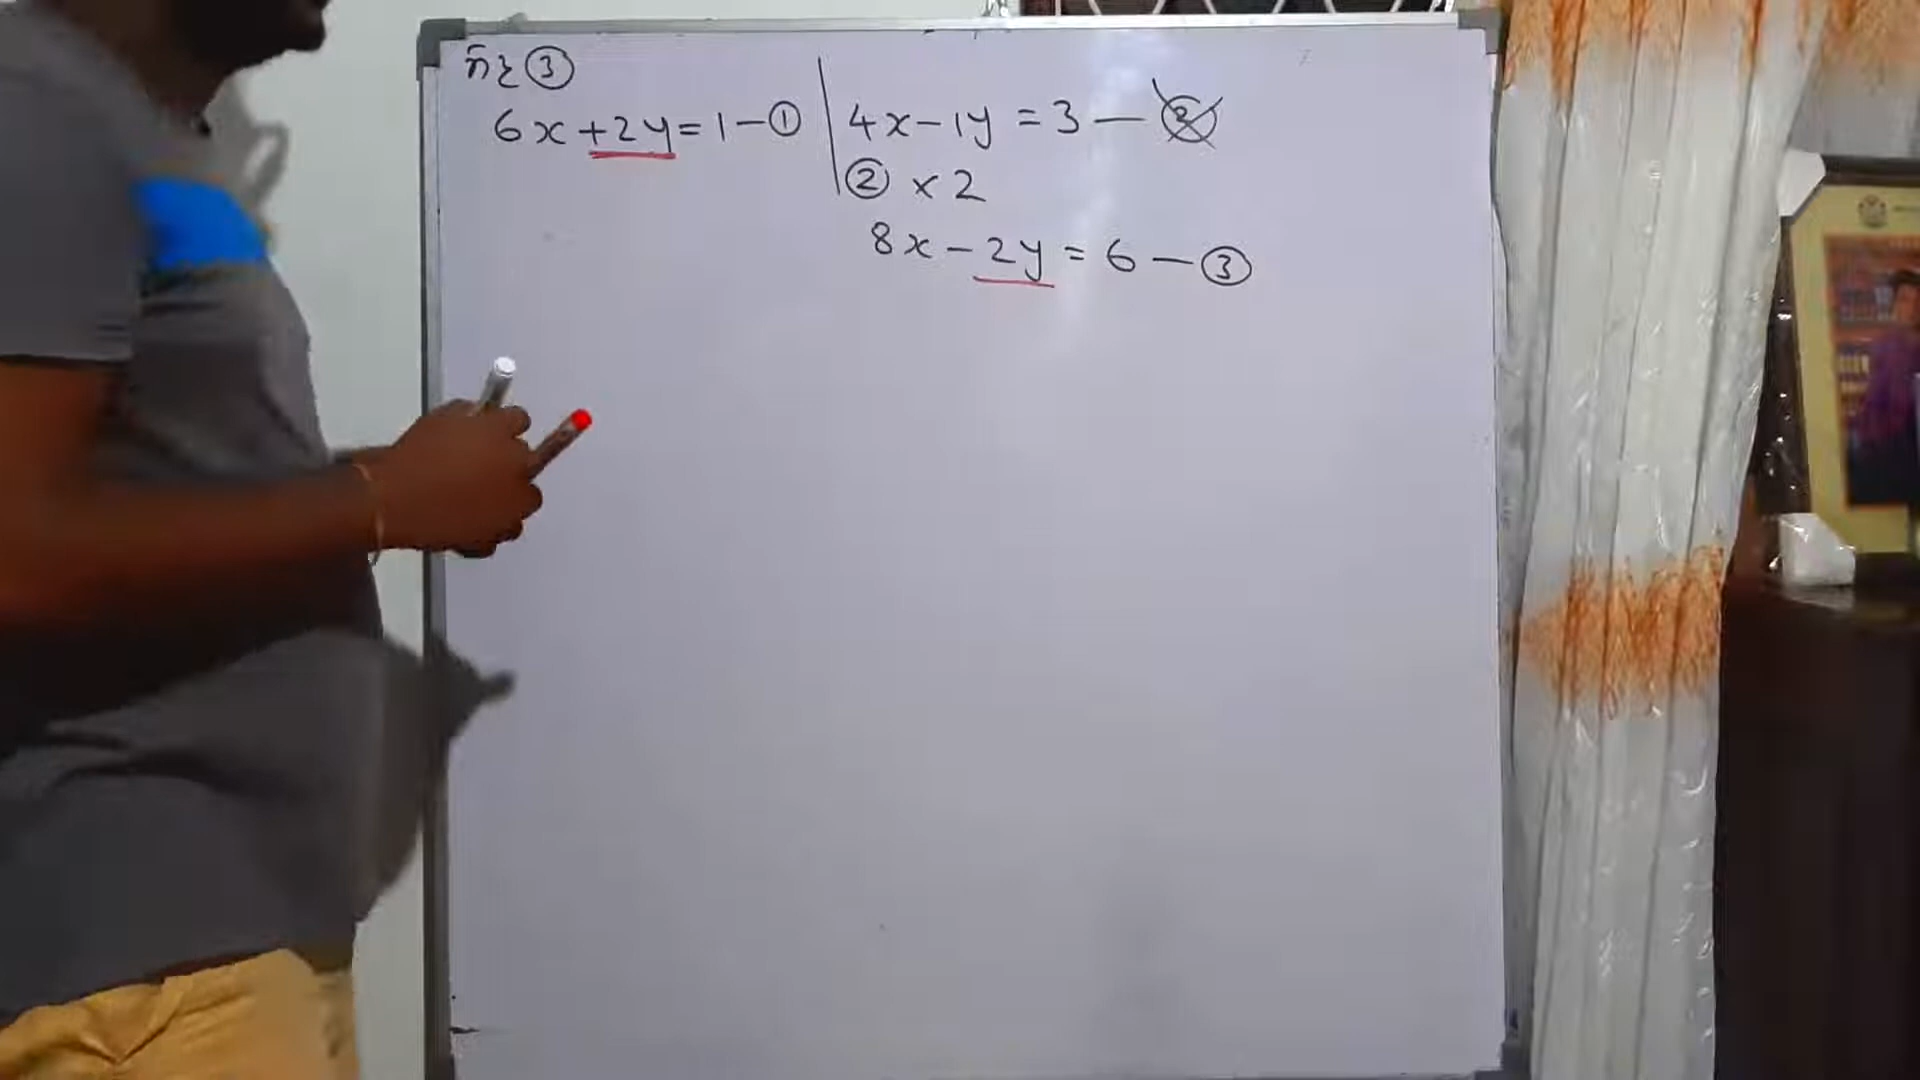 නිද ③
6x + 2y = 1 — ①
4x - 1y = 3 — ②
② × 2
8x - 2y = 6 — ③